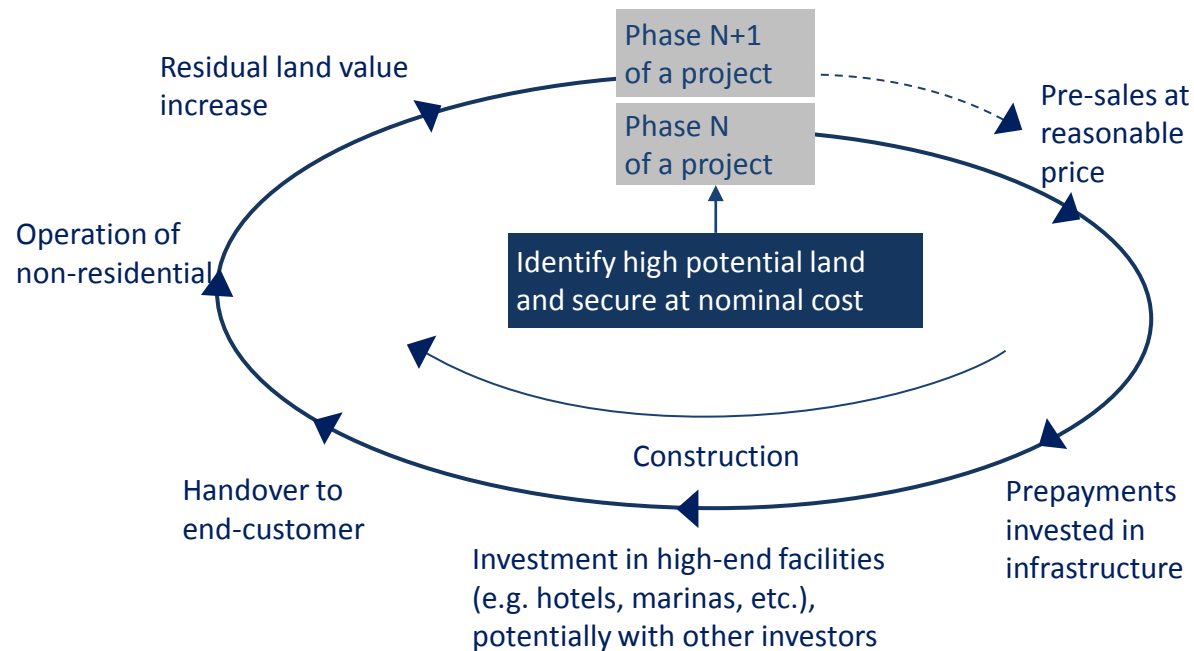 Phase N+1
of a project
Phase N
of a project
Identify high potential land
and secure at nominal cost
Pre-sales at
reasonable
price
Prepayments
invested in
infrastructure
Construction
Investment in high-end facilities
(e.g. hotels, marinas, etc.),
potentially with other investors
Handover to
end-customer
Operation of
non-residential
Residual land value
increase